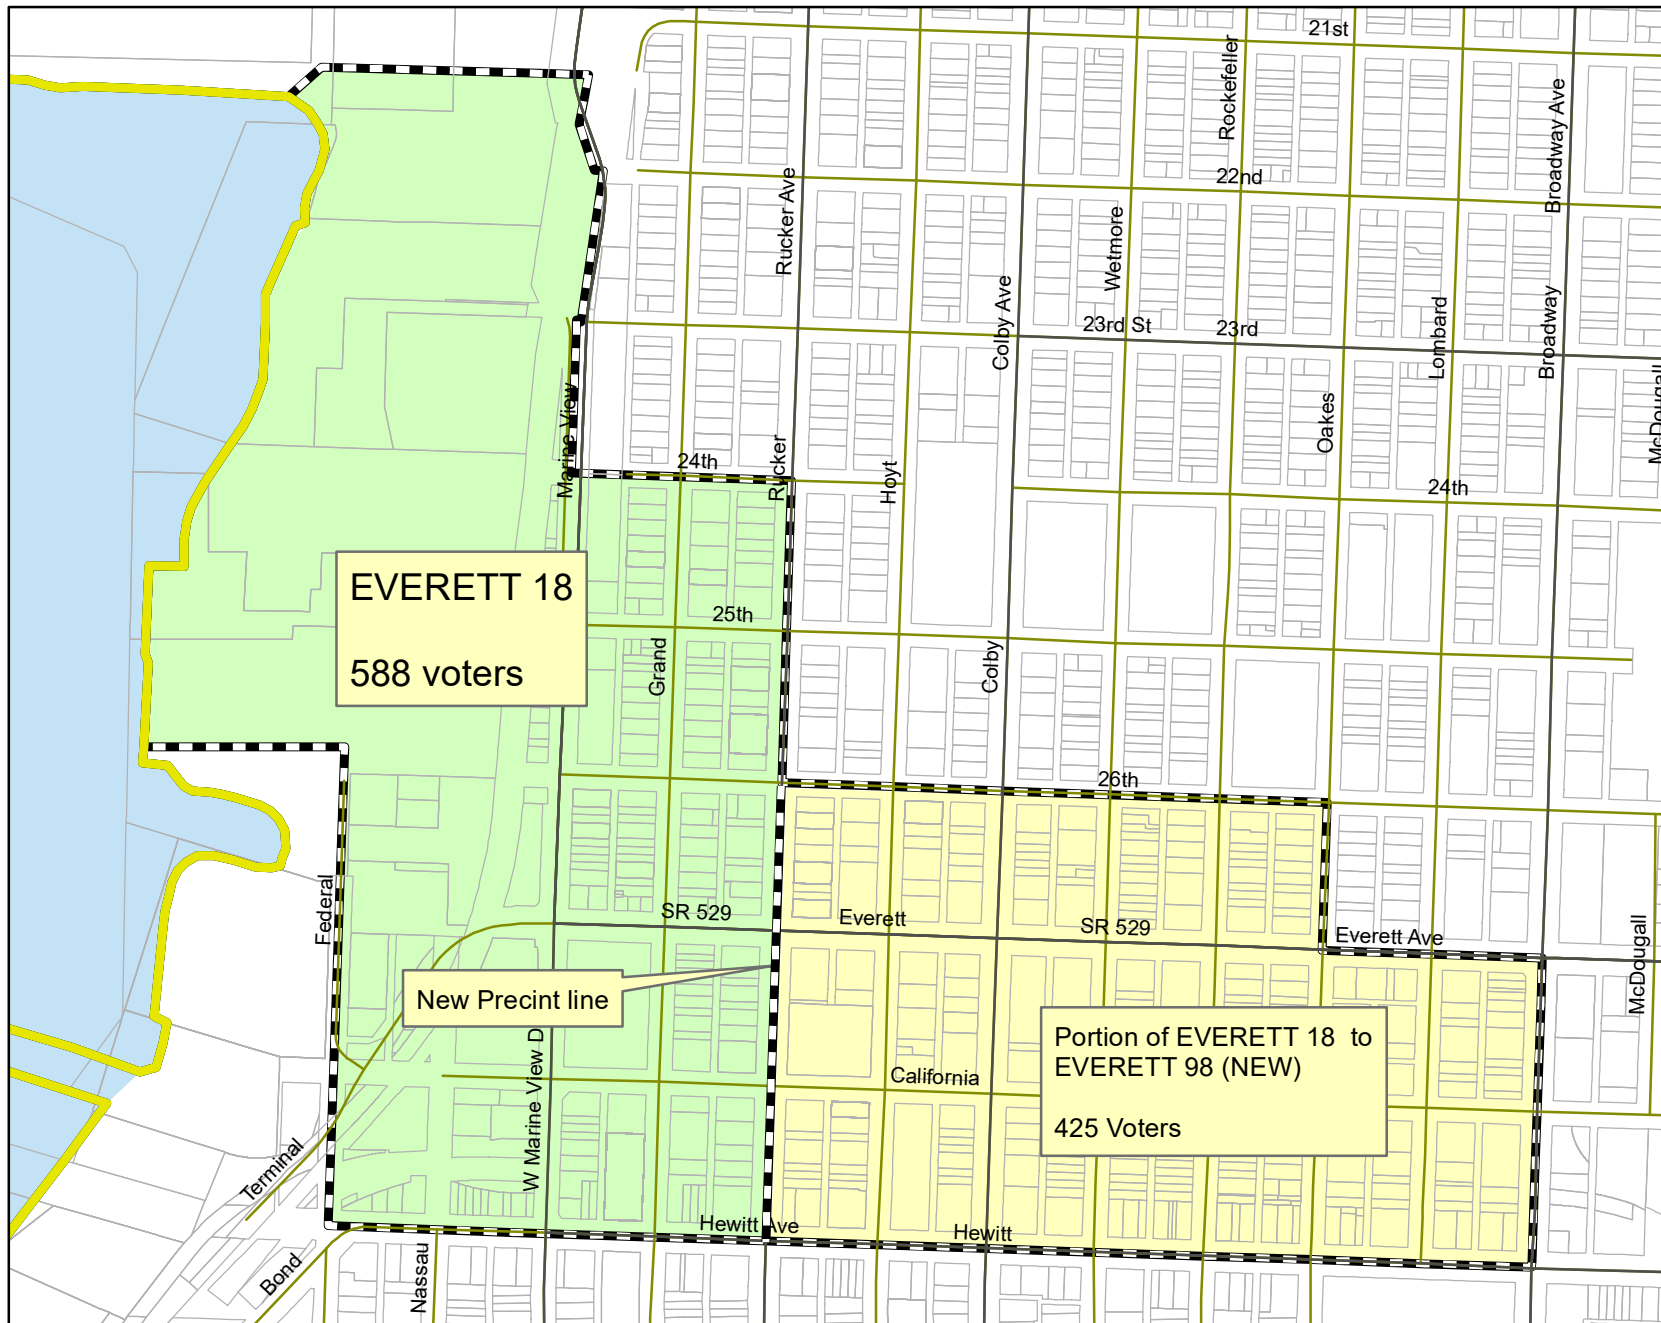 21st
Rockefeller
Broadway Ave
22nd
Rucker Ave
Wetmore
Colby Ave
23rd St
23rd
Lombard
Broadway
McDougall
Marine View
Oakes
24th
Rucker
Hoyt
24th
EVERETT 18
588 voters
25th
Grand
Colby
26th
Federal
SR 529
Everett
SR 529
Everett Ave
McDougall
New Precint line
W Marine View D
Portion of EVERETT 18 to
EVERETT 98 (NEW)
425 Voters
California
Terminal
Hewitt Ave
Hewitt
Bond
Nassau